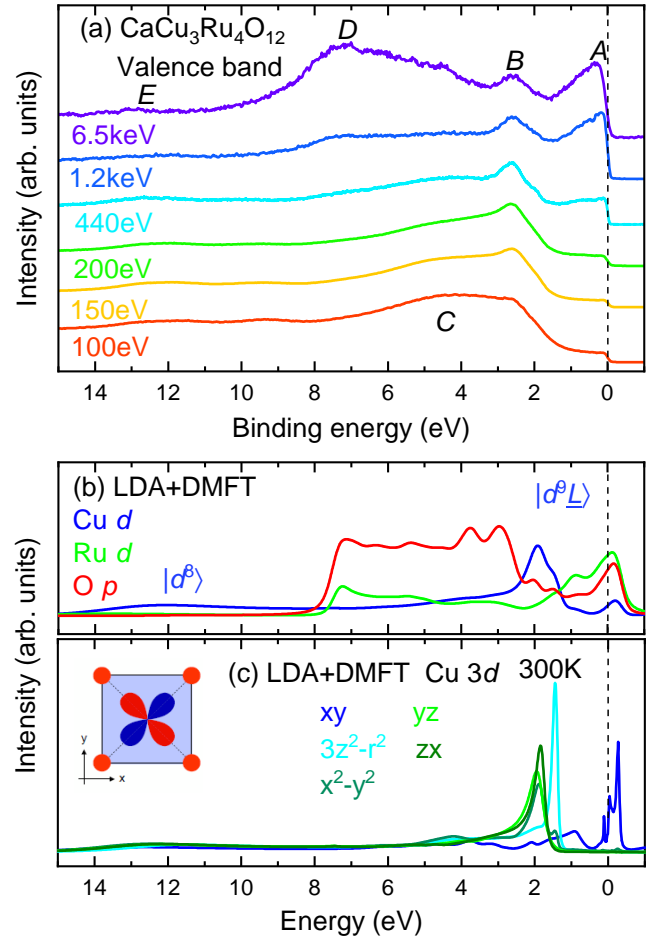 (a) CaCu₃Ru₄O₁₂
Valence band
A
B
C
D
E
6.5keV
1.2keV
440eV
200eV
150eV
100eV
Intensity (arb. units)
14 12 10 8 6 4 2 0
Binding energy (eV)
(b) LDA+DMFT
Cu d
Ru d
O p
|d⁸⟩
|d⁹L̲⟩
Intensity (arb. units)
(c) LDA+DMFT Cu 3d 300K
xy yz
3z²-r² zx
x²-y²
y
x
14 12 10 8 6 4 2 0
Energy (eV)